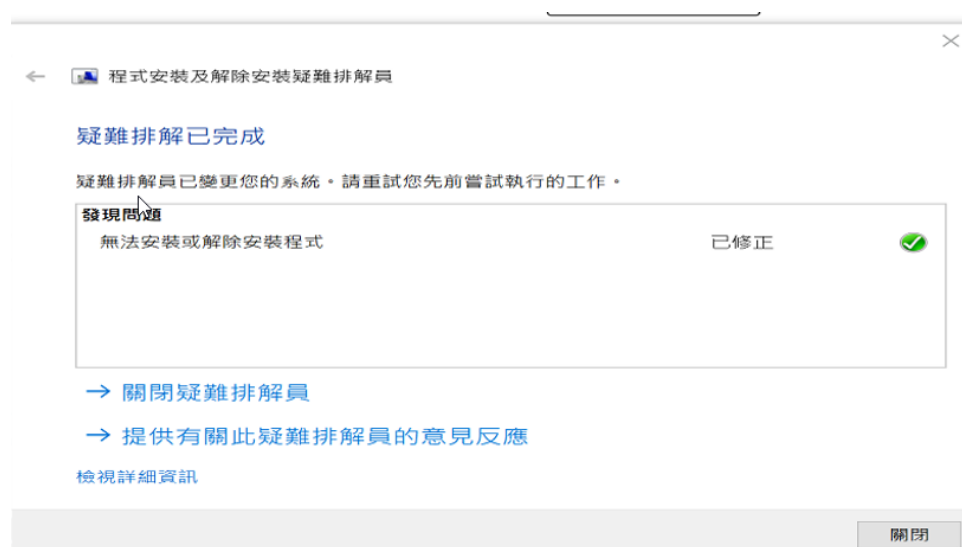 程式安裝及解除安裝疑難排解員
疑難排解已完成
疑難排解員已變更您的系統。請重試您先前嘗試執行的工作。
發現問題
無法安裝或解除安裝程式 已修正
→ 關閉疑難排解員
→ 提供有關此疑難排解員的意見反應
檢視詳細資訊
關閉